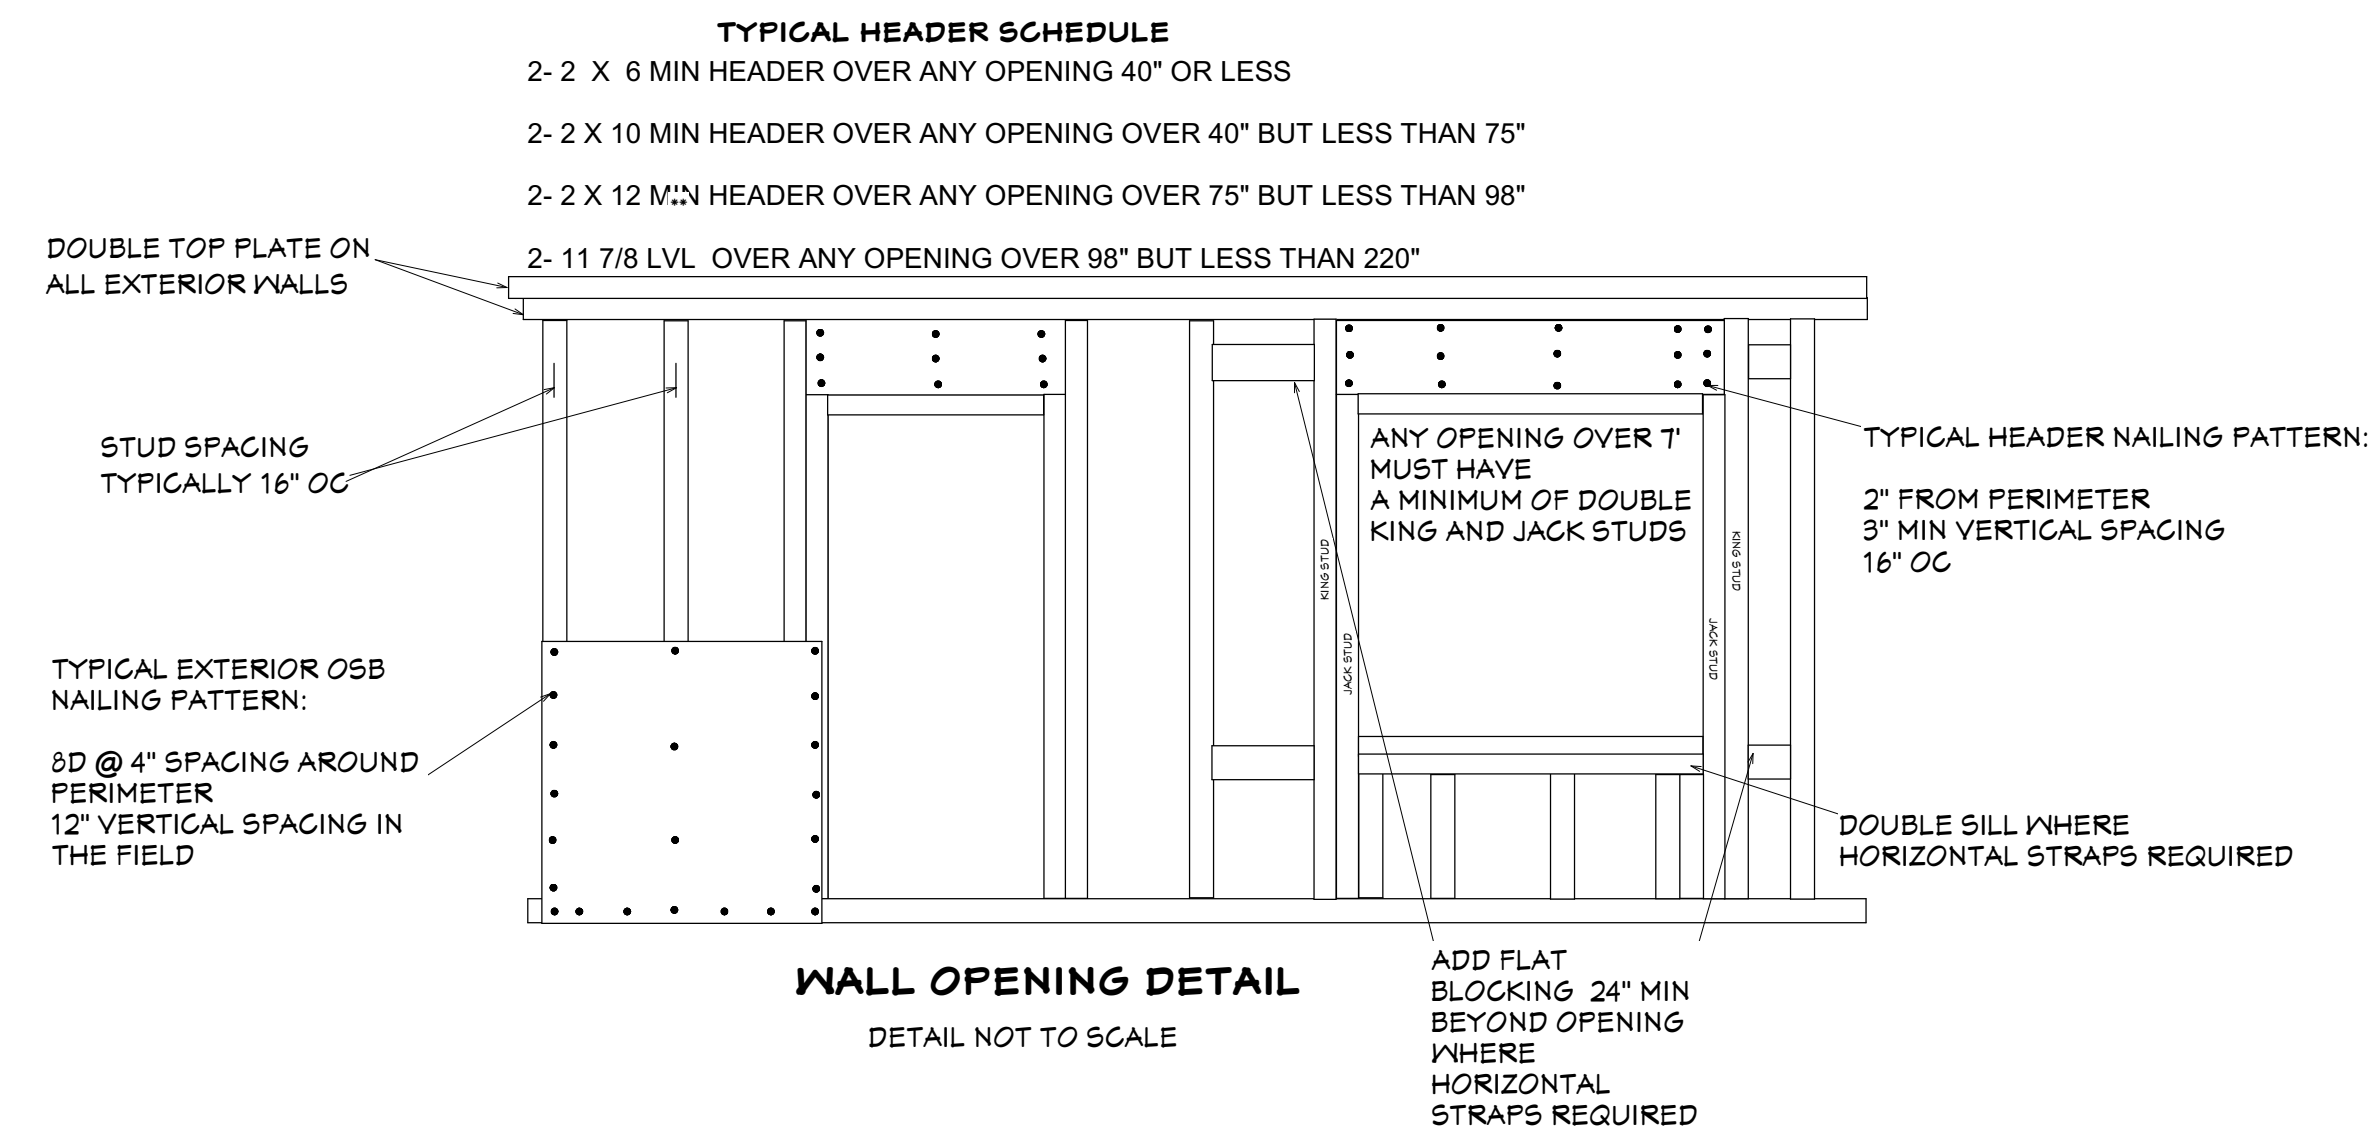 TYPICAL HEADER SCHEDULE
2- 2 X 6 MIN HEADER OVER ANY OPENING 40" OR LESS
2- 2 X 10 MIN HEADER OVER ANY OPENING OVER 40" BUT LESS THAN 75"
2- 2 X 12 MIN HEADER OVER ANY OPENING OVER 75" BUT LESS THAN 98"
2- 11 7/8 LVL OVER ANY OPENING OVER 98" BUT LESS THAN 220"
DOUBLE TOP PLATE ON
ALL EXTERIOR WALLS
STUD SPACING
TYPICALLY 16" OC
TYPICAL EXTERIOR OSB
NAILING PATTERN:
8D @ 4" SPACING AROUND
PERIMETER
12" VERTICAL SPACING IN
THE FIELD
ANY OPENING OVER 7'
MUST HAVE
A MINIMUM OF DOUBLE
KING AND JACK STUDS
KING STUD
JACK STUD
KING STUD
JACK STUD
TYPICAL HEADER NAILING PATTERN:
2" FROM PERIMETER
3" MIN VERTICAL SPACING
16" OC
DOUBLE SILL WHERE
HORIZONTAL STRAPS REQUIRED
ADD FLAT
BLOCKING 24" MIN
BEYOND OPENING
WHERE
HORIZONTAL
STRAPS REQUIRED
WALL OPENING DETAIL
DETAIL NOT TO SCALE